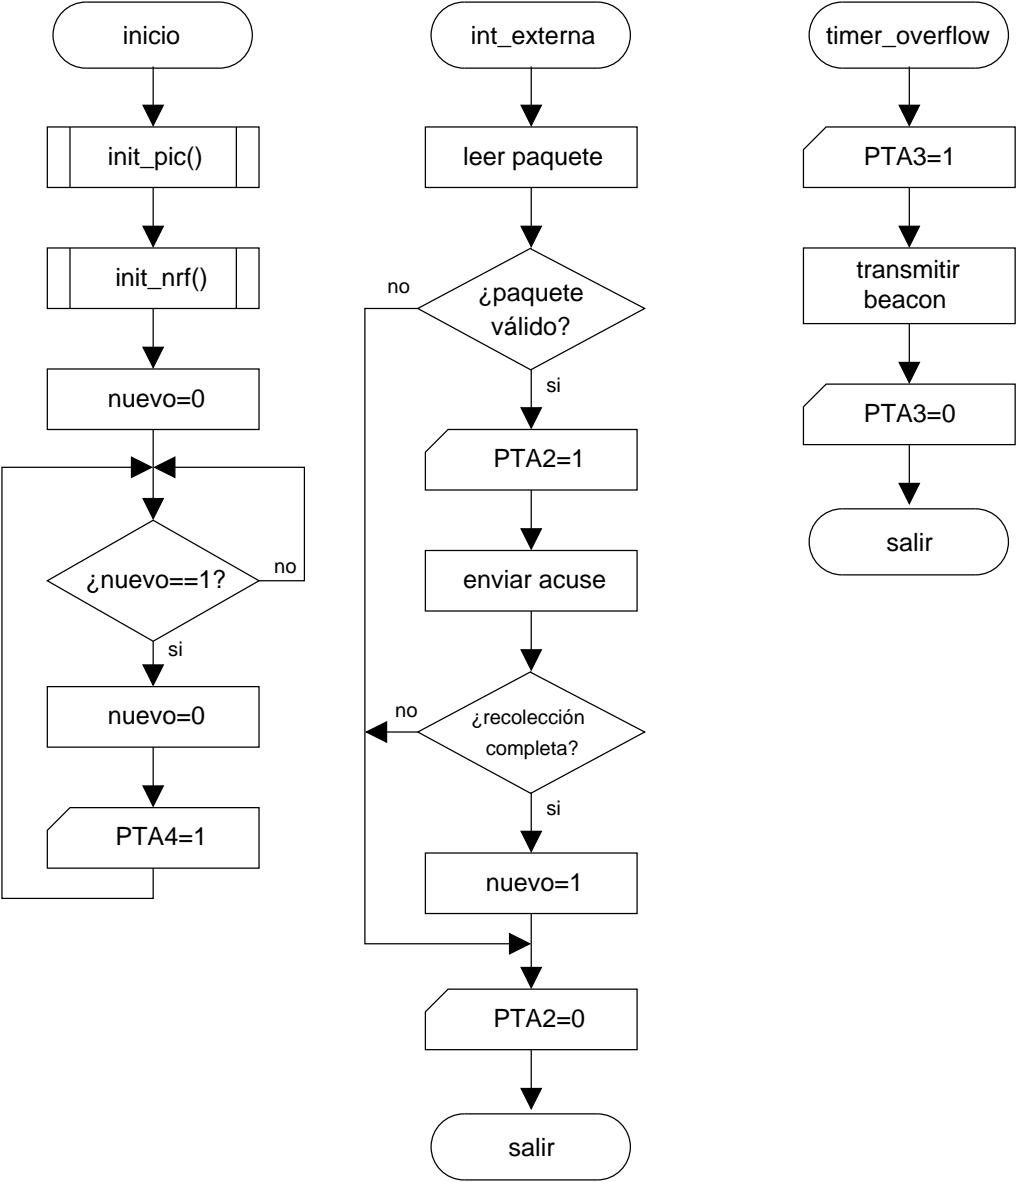 inicio
init_pic()
init_nrf()
nuevo=0
¿nuevo==1?
no
si
nuevo=0
PTA4=1
int_externa
leer paquete
¿paquete
válido?
no
si
PTA2=1
enviar acuse
¿recolección
completa?
no
si
nuevo=1
PTA2=0
salir
timer_overflow
PTA3=1
transmitir
beacon
PTA3=0
salir